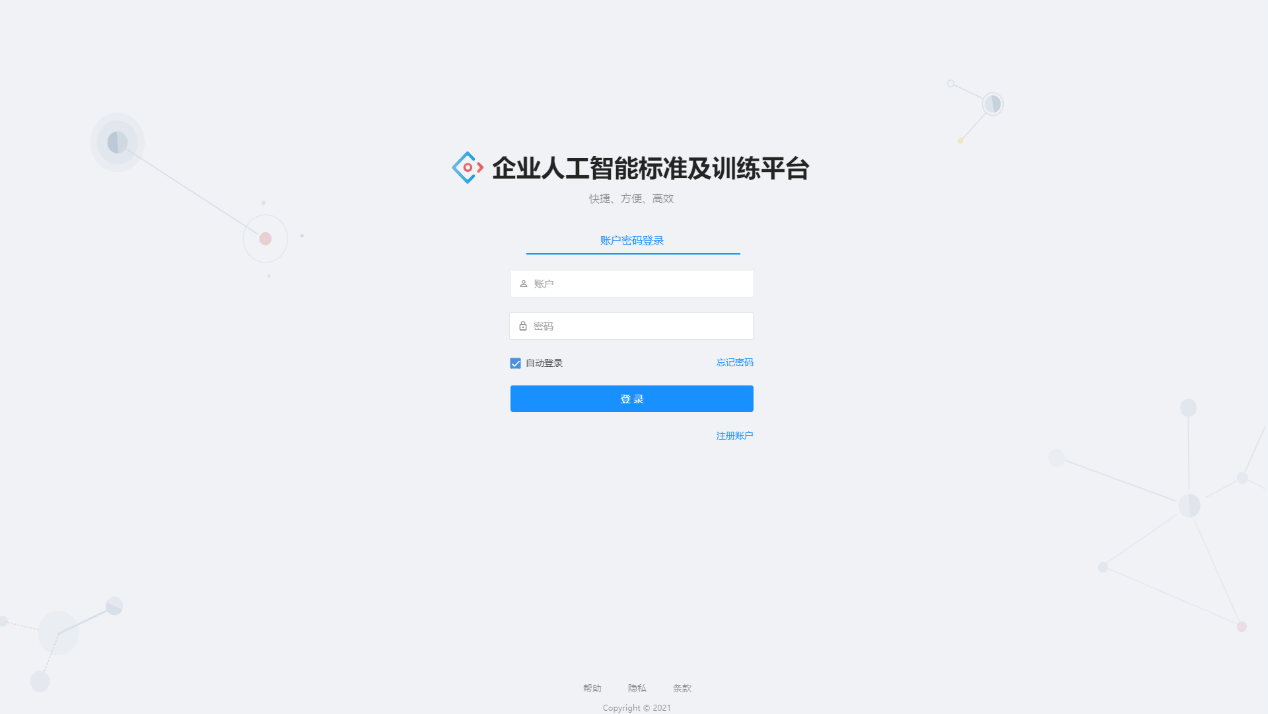 企业人工智能标准及训练平台
快捷、方便、高效
账户密码登录
账户
密码
自动登录 忘记密码
登 录
注册账户
帮助 隐私 条款
Copyright © 2021